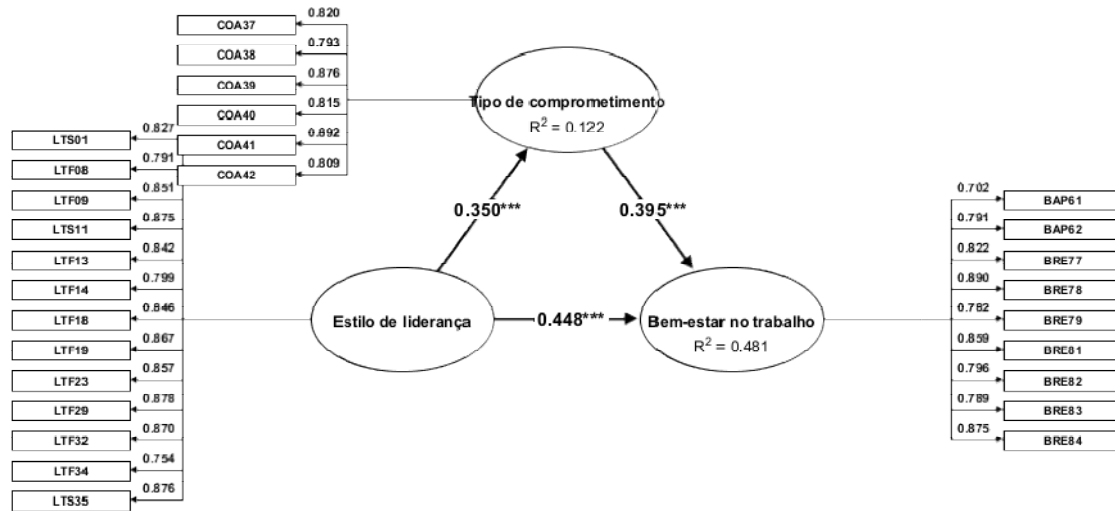 COA37 0.820
COA38 0.793
COA39 0.876
COA40 0.815
COA41 0.892
COA42 0.809
Tipo de comprometimento
R² = 0.122
LTS01 0.827
LTF08 0.791
LTF09 0.851
LTS11 0.875
LTF13 0.842
LTF14 0.799
LTF18 0.846
LTF19 0.867
LTF23 0.857
LTF29 0.878
LTF32 0.870
LTF34 0.754
LTS35 0.876
0.350***
0.395***
Estilo de liderança
0.448***
Bem-estar no trabalho
R² = 0.481
0.702 BAP61
0.791 BAP62
0.822 BRE77
0.890 BRE78
0.782 BRE79
0.859 BRE81
0.796 BRE82
0.789 BRE83
0.875 BRE84